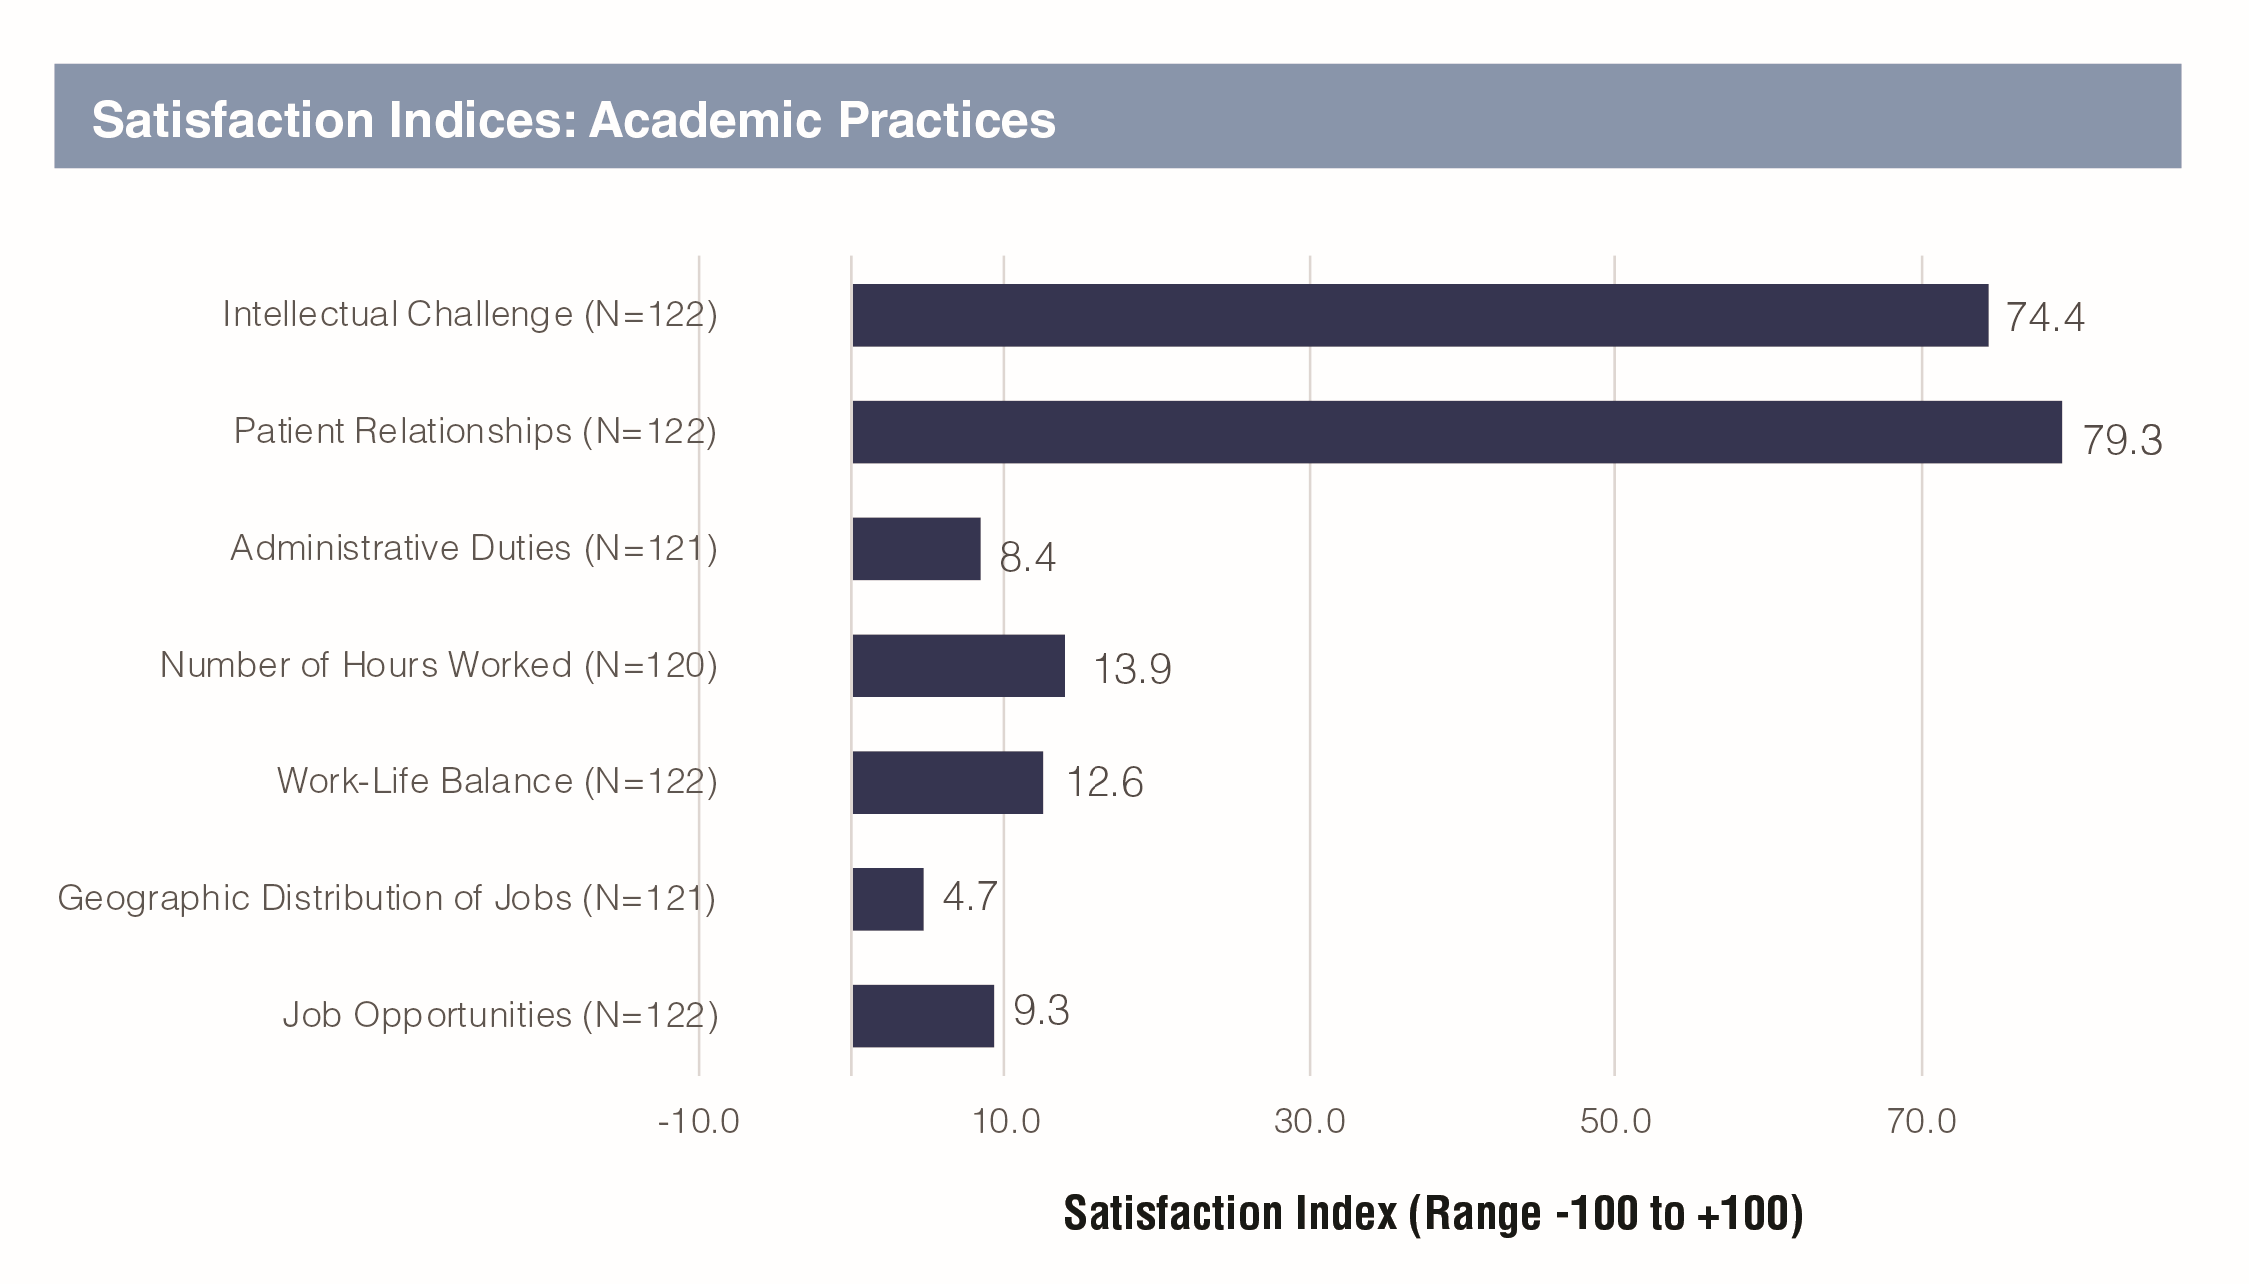 Satisfaction Indices: Academic Practices
Intellectual Challenge (N=122)
74.4
Patient Relationships (N=122)
79.3
Administrative Duties (N=121)
8.4
Number of Hours Worked (N=120)
13.9
Work-Life Balance (N=122)
12.6
Geographic Distribution of Jobs (N=121)
4.7
Job Opportunities (N=122)
9.3
-10.0 10.0 30.0 50.0 70.0
Satisfaction Index (Range -100 to +100)